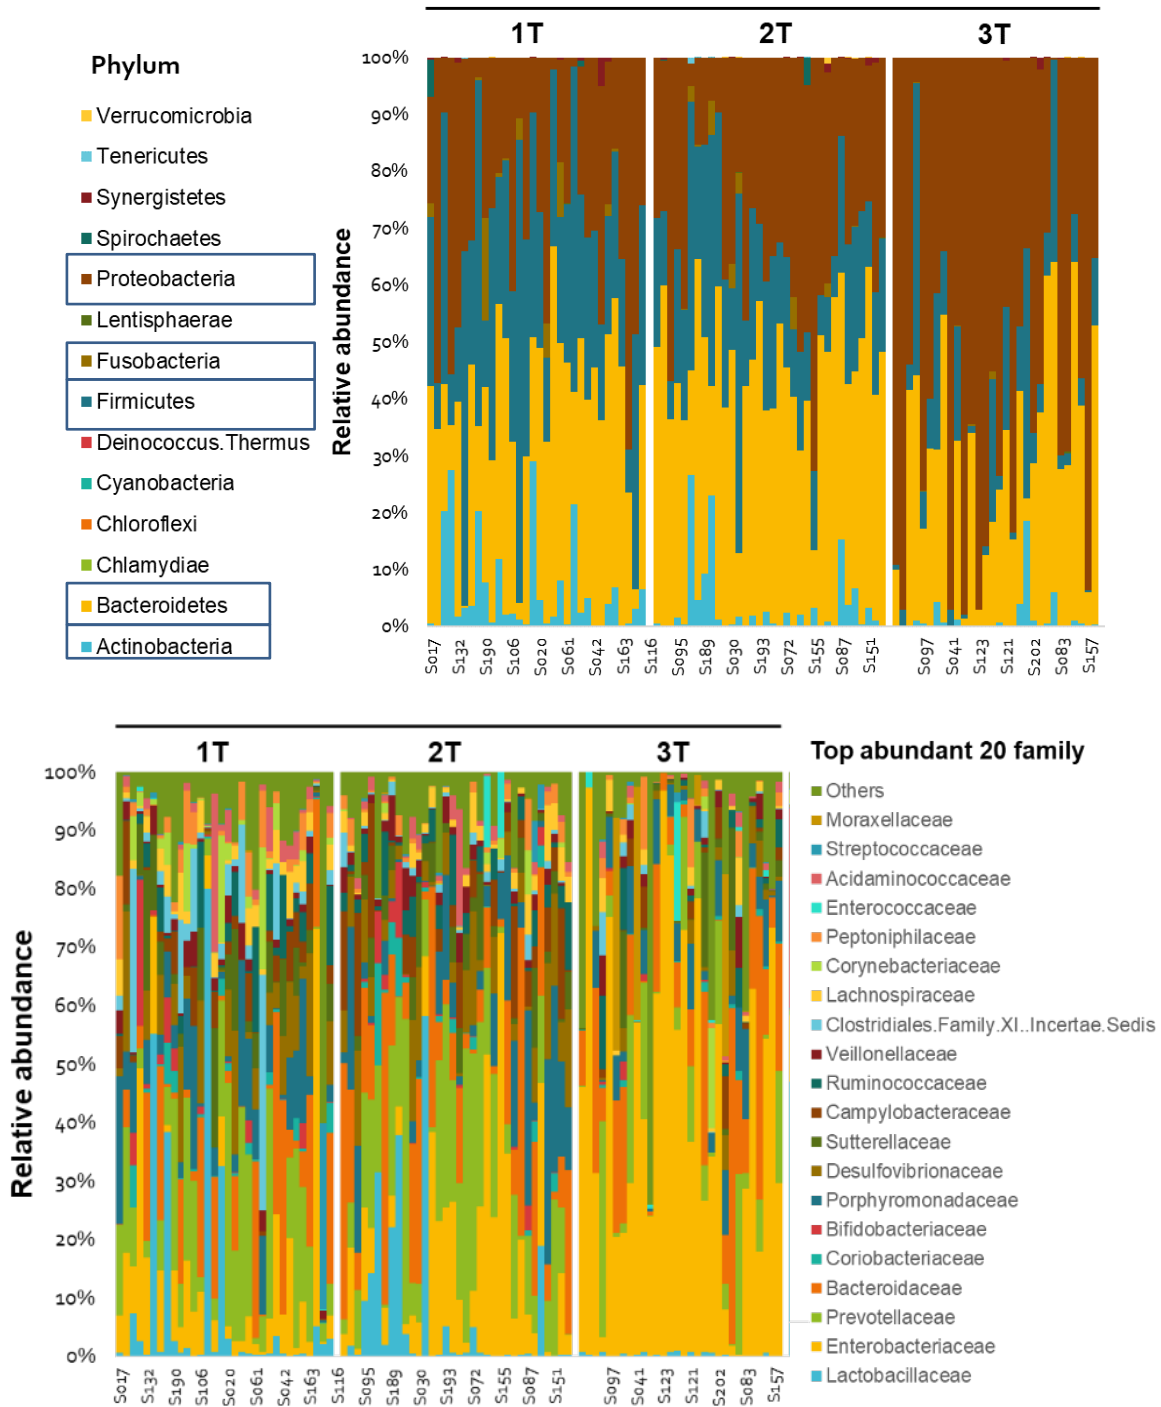 1T 2T 3T
Phylum
Verrucomicrobia
Tenericutes
Synergistetes
Spirochaetes
Proteobacteria
Lentisphaerae
Fusobacteria
Firmicutes
Deinococcus.Thermus
Cyanobacteria
Chloroflexi
Chlamydiae
Bacteroidetes
Actinobacteria
Relative abundance
100%
90%
80%
70%
60%
50%
40%
30%
20%
10%
0%
S017 S132 S190 S106 S020 S061 S042 S163 S116 S095 S189 S030 S193 S072 S155 S087 S151 S097 S041 S123 S121 S202 S083 S157
1T 2T 3T
Relative abundance
100%
90%
80%
70%
60%
50%
40%
30%
20%
10%
0%
S017 S132 S190 S106 S020 S061 S042 S163 S116 S095 S189 S030 S193 S072 S155 S087 S151 S097 S041 S123 S121 S202 S083 S157
Top abundant 20 family
Others
Moraxellaceae
Streptococcaceae
Acidaminococcaceae
Enterococcaceae
Peptoniphilaceae
Corynebacteriaceae
Lachnospiraceae
Clostridiales.Family.XI..Incertae.Sedis
Veillonellaceae
Ruminococcaceae
Campylobacteraceae
Sutterellaceae
Desulfovibrionaceae
Porphyromonadaceae
Bifidobacteriaceae
Coriobacteriaceae
Bacteroidaceae
Prevotellaceae
Enterobacteriaceae
Lactobacillaceae